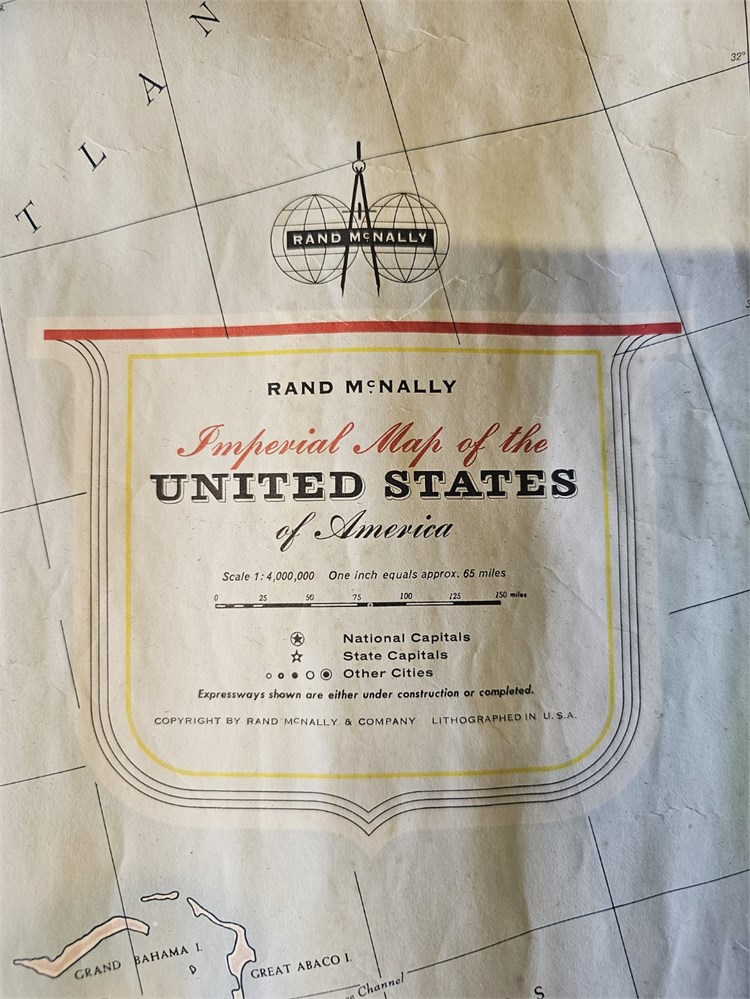 T L A N
32°
RAND MᶜNALLY
RAND MᶜNALLY
Imperial Map of the
UNITED STATES
of America
Scale 1:4,000,000 One inch equals approx. 65 miles
0 25 50 75 100 125 150 miles
National Capitals
State Capitals
Other Cities
Expressways shown are either under construction or completed.
COPYRIGHT BY RAND MᶜNALLY & COMPANY LITHOGRAPHED IN U.S.A.
GRAND BAHAMA I.
GREAT ABACO I.
Channel
S